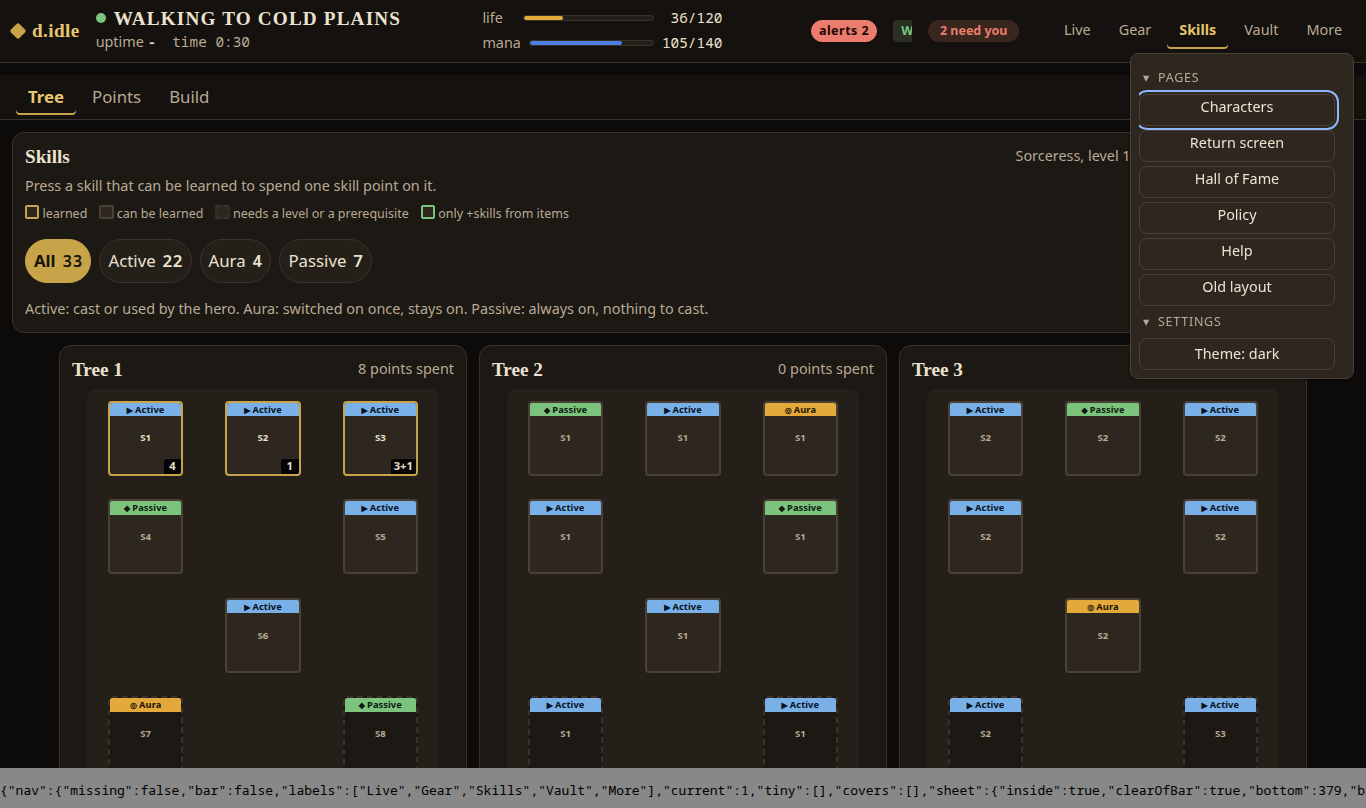 d.idle
WALKING TO COLD PLAINS
uptime - time 0:30
life 36/120
mana 105/140
alerts 2
W
2 need you
Live Gear Skills Vault More
PAGES
Characters
Return screen
Hall of Fame
Policy
Help
Old layout
SETTINGS
Theme: dark
Tree Points Build
Skills
Sorceress, level 1
Press a skill that can be learned to spend one skill point on it.
learned can be learned needs a level or a prerequisite only +skills from items
All 33 Active 22 Aura 4 Passive 7
Active: cast or used by the hero. Aura: switched on once, stays on. Passive: always on, nothing to cast.
Tree 1 8 points spent
Active Active Active
S1 S2 S3
4 1 3+1
Passive Active
S4 S5
Active
S6
Aura Passive
S7 S8
Tree 2 0 points spent
Passive Active Aura
S1 S1 S1
Active Passive
S1 S1
Active
S1
Active Active
S1 S1
Tree 3
Active Passive Active
S2 S2 S2
Active Active
S2 S2
Aura
S2
Active Active
S2 S3
{"nav":{"missing":false,"bar":false,"labels":["Live","Gear","Skills","Vault","More"],"current":1,"tiny":[],"covers":[],"sheet":{"inside":true,"clearOfBar":true,"bottom":379,"b